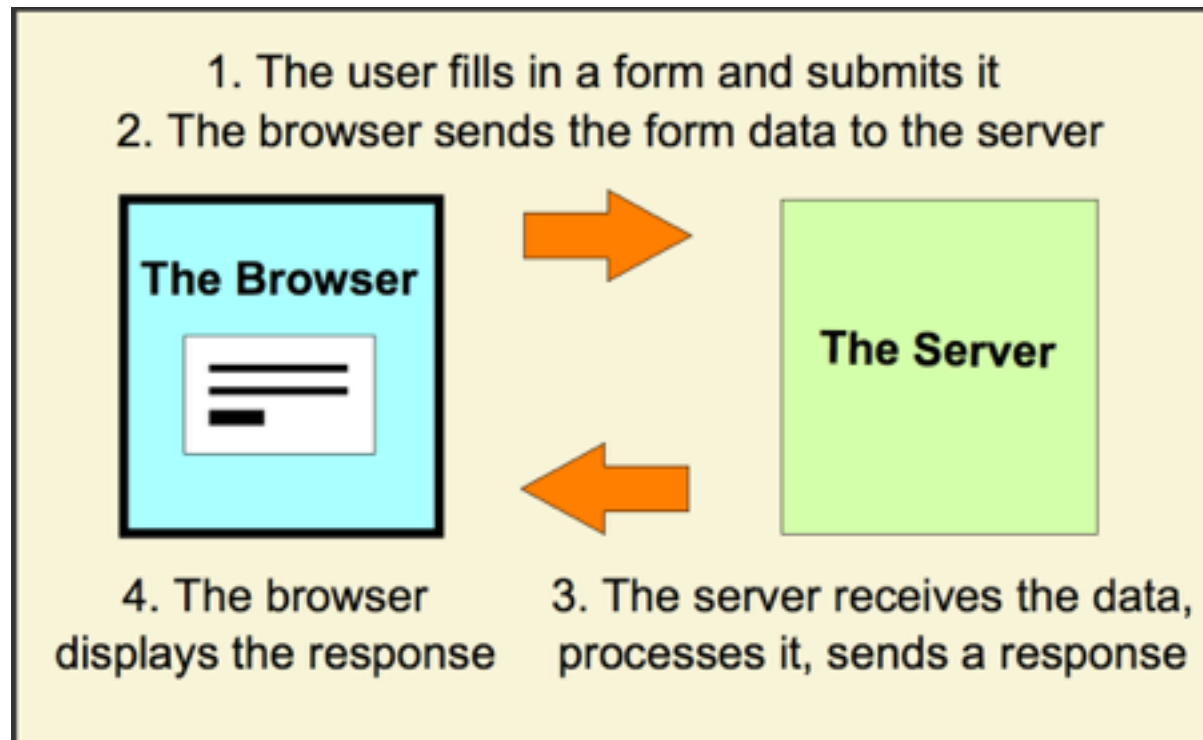 1. The user fills in a form and submits it
2. The browser sends the form data to the server
The Browser
The Server
4. The browser
displays the response
3. The server receives the data,
processes it, sends a response